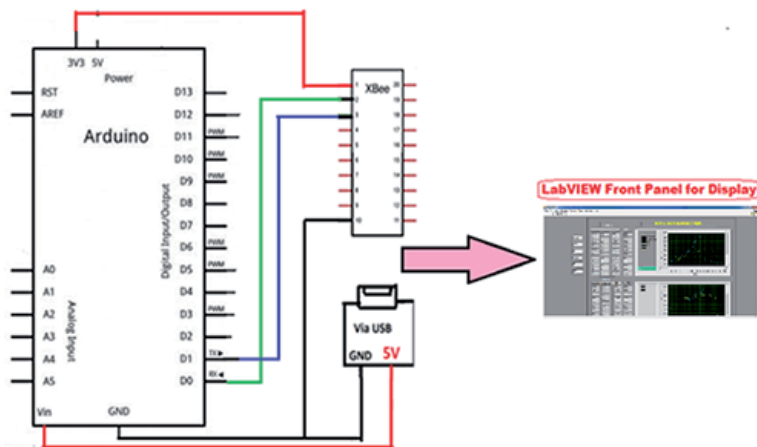 3V3 5V
Power
RST
AREF
Arduino
D13
D12
D11 PWM
D10 PWM
D9 PWM
D8
D7
D6 PWM
D5 PWM
D4
D3 PWM
D2
D1 TX▶
D0 RX◀
Digital Input/Output
A0
A1
A2
A3
A4
A5
Analog Input
Vin
GND
XBee
1 20
2 19
3 18
4 17
5 16
6 15
7 14
8 13
9 12
10 11
Via USB
GND 5V
LabVIEW Front Panel for Display